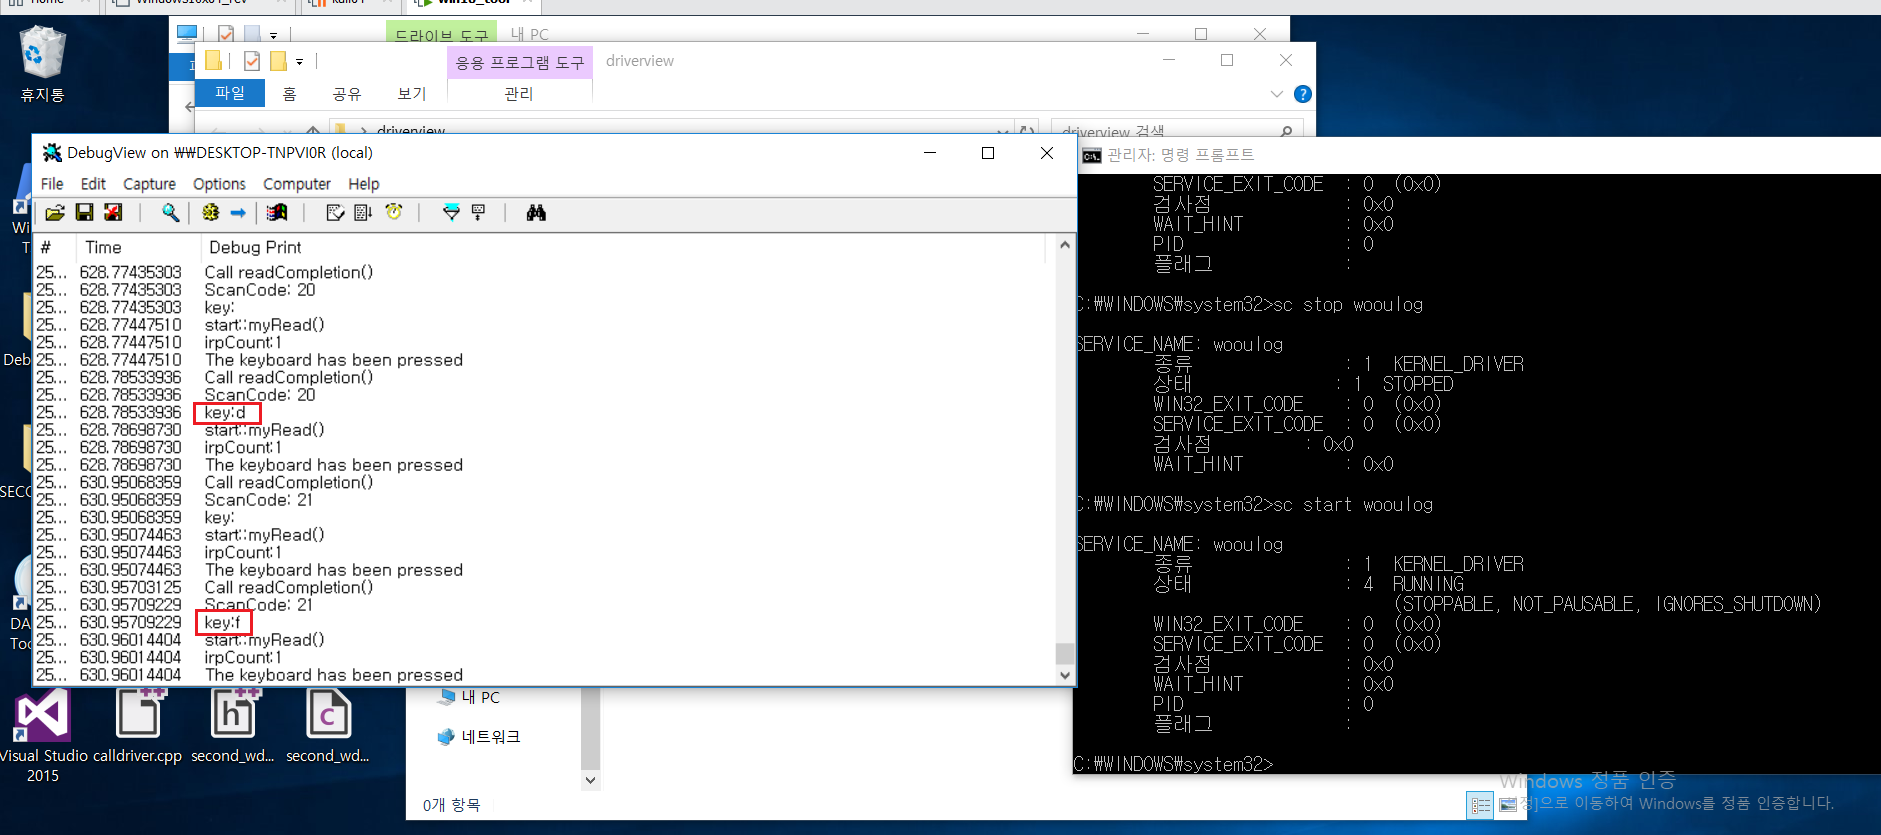 Home
Windows10x64_rev
kali01
win10_tool
드라이브 도구
내 PC
응용 프로그램 도구
driverview
파일
홈
공유
보기
관리
driverview
driverview 검색
휴지통
DebugView on ₩₩DESKTOP-TNPVI0R (local)
File Edit Capture Options Computer Help
# Time Debug Print
25... 628.77435303 Call readCompletion()
25... 628.77435303 ScanCode: 20
25... 628.77435303 key:
25... 628.77447510 start::myRead()
25... 628.77447510 irpCount:1
25... 628.77447510 The keyboard has been pressed
25... 628.78533936 Call readCompletion()
25... 628.78533936 ScanCode: 20
25... 628.78533936 key:d
25... 628.78698730 start::myRead()
25... 628.78698730 irpCount:1
25... 628.78698730 The keyboard has been pressed
25... 630.95068359 Call readCompletion()
25... 630.95068359 ScanCode: 21
25... 630.95068359 key:
25... 630.95074463 start::myRead()
25... 630.95074463 irpCount:1
25... 630.95074463 The keyboard has been pressed
25... 630.95703125 Call readCompletion()
25... 630.95709229 ScanCode: 21
25... 630.95709229 key:f
25... 630.96014404 start::myRead()
25... 630.96014404 irpCount:1
25... 630.96014404 The keyboard has been pressed
관리자: 명령 프롬프트
SERVICE_EXIT_CODE : 0 (0x0)
검사점 : 0x0
WAIT_HINT : 0x0
PID : 0
플래그 :
C:₩WINDOWS₩system32>sc stop wooulog
SERVICE_NAME: wooulog
종류 : 1 KERNEL_DRIVER
상태 : 1 STOPPED
WIN32_EXIT_CODE : 0 (0x0)
SERVICE_EXIT_CODE : 0 (0x0)
검사점 : 0x0
WAIT_HINT : 0x0
C:₩WINDOWS₩system32>sc start wooulog
SERVICE_NAME: wooulog
종류 : 1 KERNEL_DRIVER
상태 : 4 RUNNING
(STOPPABLE, NOT_PAUSABLE, IGNORES_SHUTDOWN)
WIN32_EXIT_CODE : 0 (0x0)
SERVICE_EXIT_CODE : 0 (0x0)
검사점 : 0x0
WAIT_HINT : 0x0
PID : 0
플래그 :
C:₩WINDOWS₩system32>
Wi
T
Deb
SECO
DA
Too
Visual Studio
2015
calldriver.cpp
second_wd...
second_wd...
내 PC
네트워크
0개 항목
Windows 정품 인증
정]으로 이동하여 Windows를 정품 인증합니다.